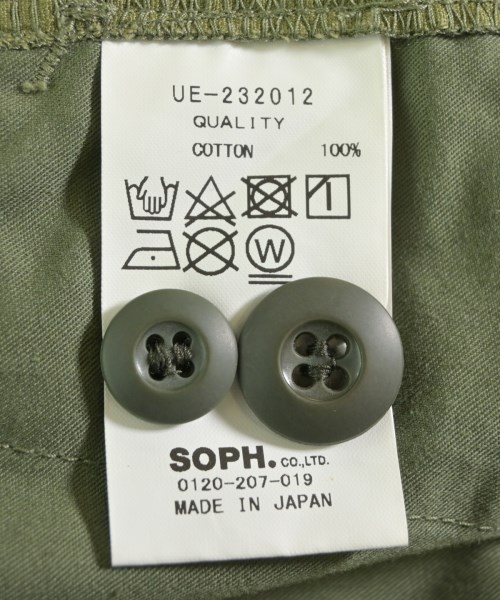 UE-232012
QUALITY
COTTON 100%
W
SOPH. CO.,LTD.
0120-207-019
MADE IN JAPAN